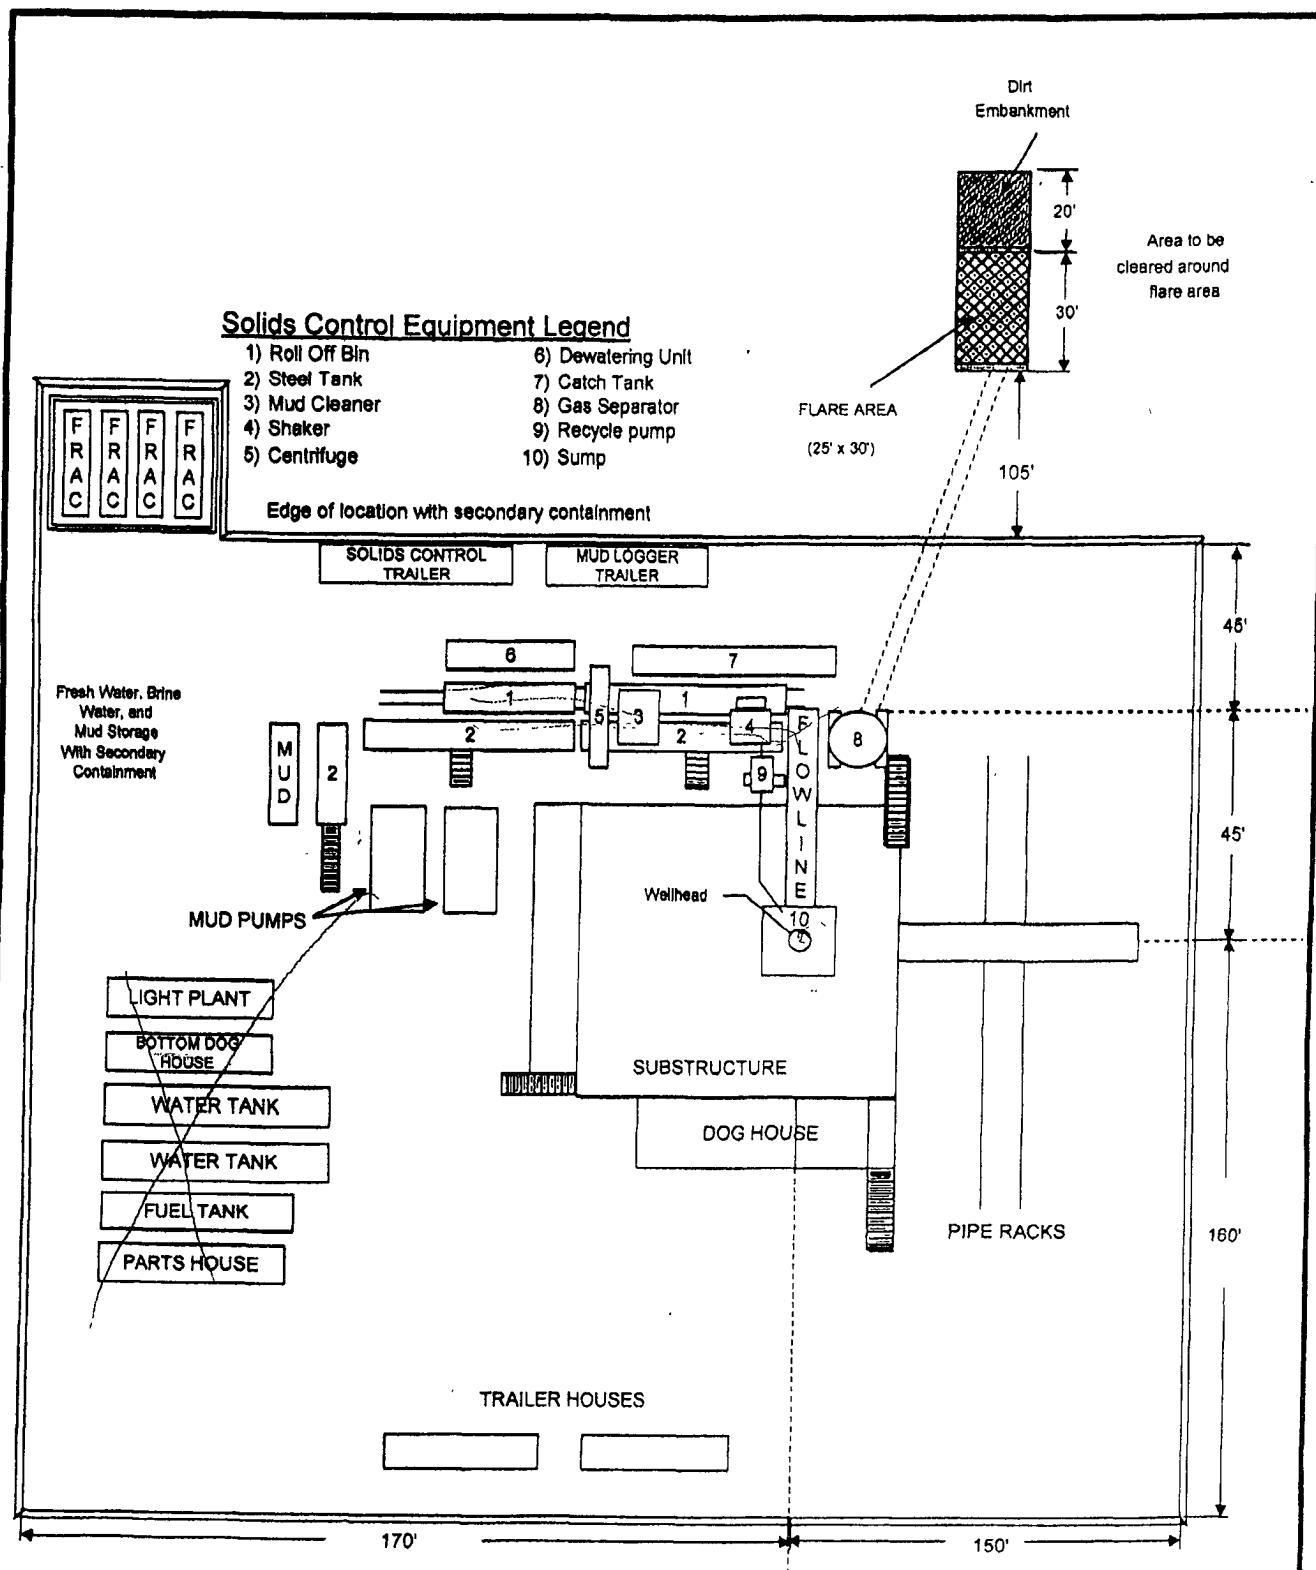 Dirt
Embankment
20'
Area to be
cleared around
flare area
30'
Solids Control Equipment Legend
1) Roll Off Bin
2) Steel Tank
3) Mud Cleaner
4) Shaker
5) Centrifuge
6) Dewatering Unit
7) Catch Tank
8) Gas Separator
9) Recycle pump
10) Sump
FLARE AREA
(25' x 30')
105'
FRAC
FRAC
FRAC
FRAC
Edge of location with secondary containment
SOLIDS CONTROL
TRAILER
MUD LOGGER
TRAILER
45'
6
7
Fresh Water, Brine
Water, and
Mud Storage
With Secondary
Containment
1
5
3
1
4
2
2
8
MUD
2
9
FLOWLINE
45'
MUD PUMPS
Wellhead
10
LIGHT PLANT
BOTTOM DOG
HOUSE
WATER TANK
WATER TANK
FUEL TANK
PARTS HOUSE
SUBSTRUCTURE
DOG HOUSE
PIPE RACKS
160'
TRAILER HOUSES
170'
150'